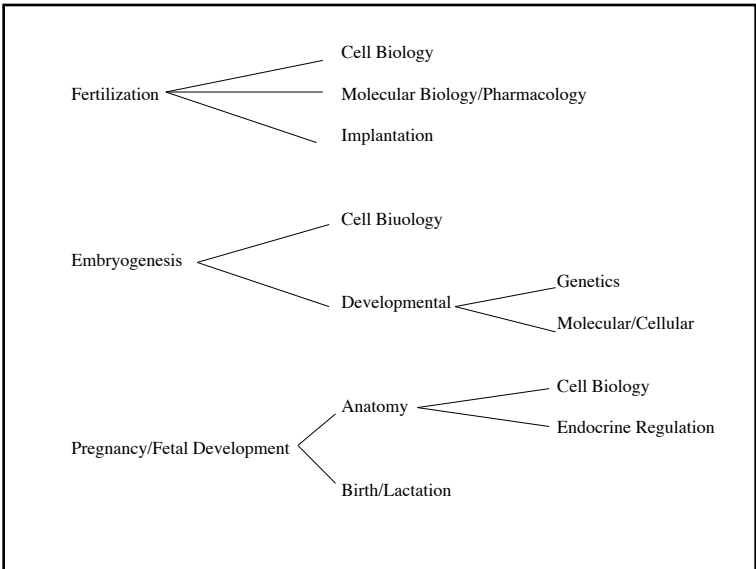 Cell Biology
Fertilization
Molecular Biology/Pharmacology
Implantation
Cell Biuology
Embryogenesis
Genetics
Developmental
Molecular/Cellular
Cell Biology
Anatomy
Endocrine Regulation
Pregnancy/Fetal Development
Birth/Lactation